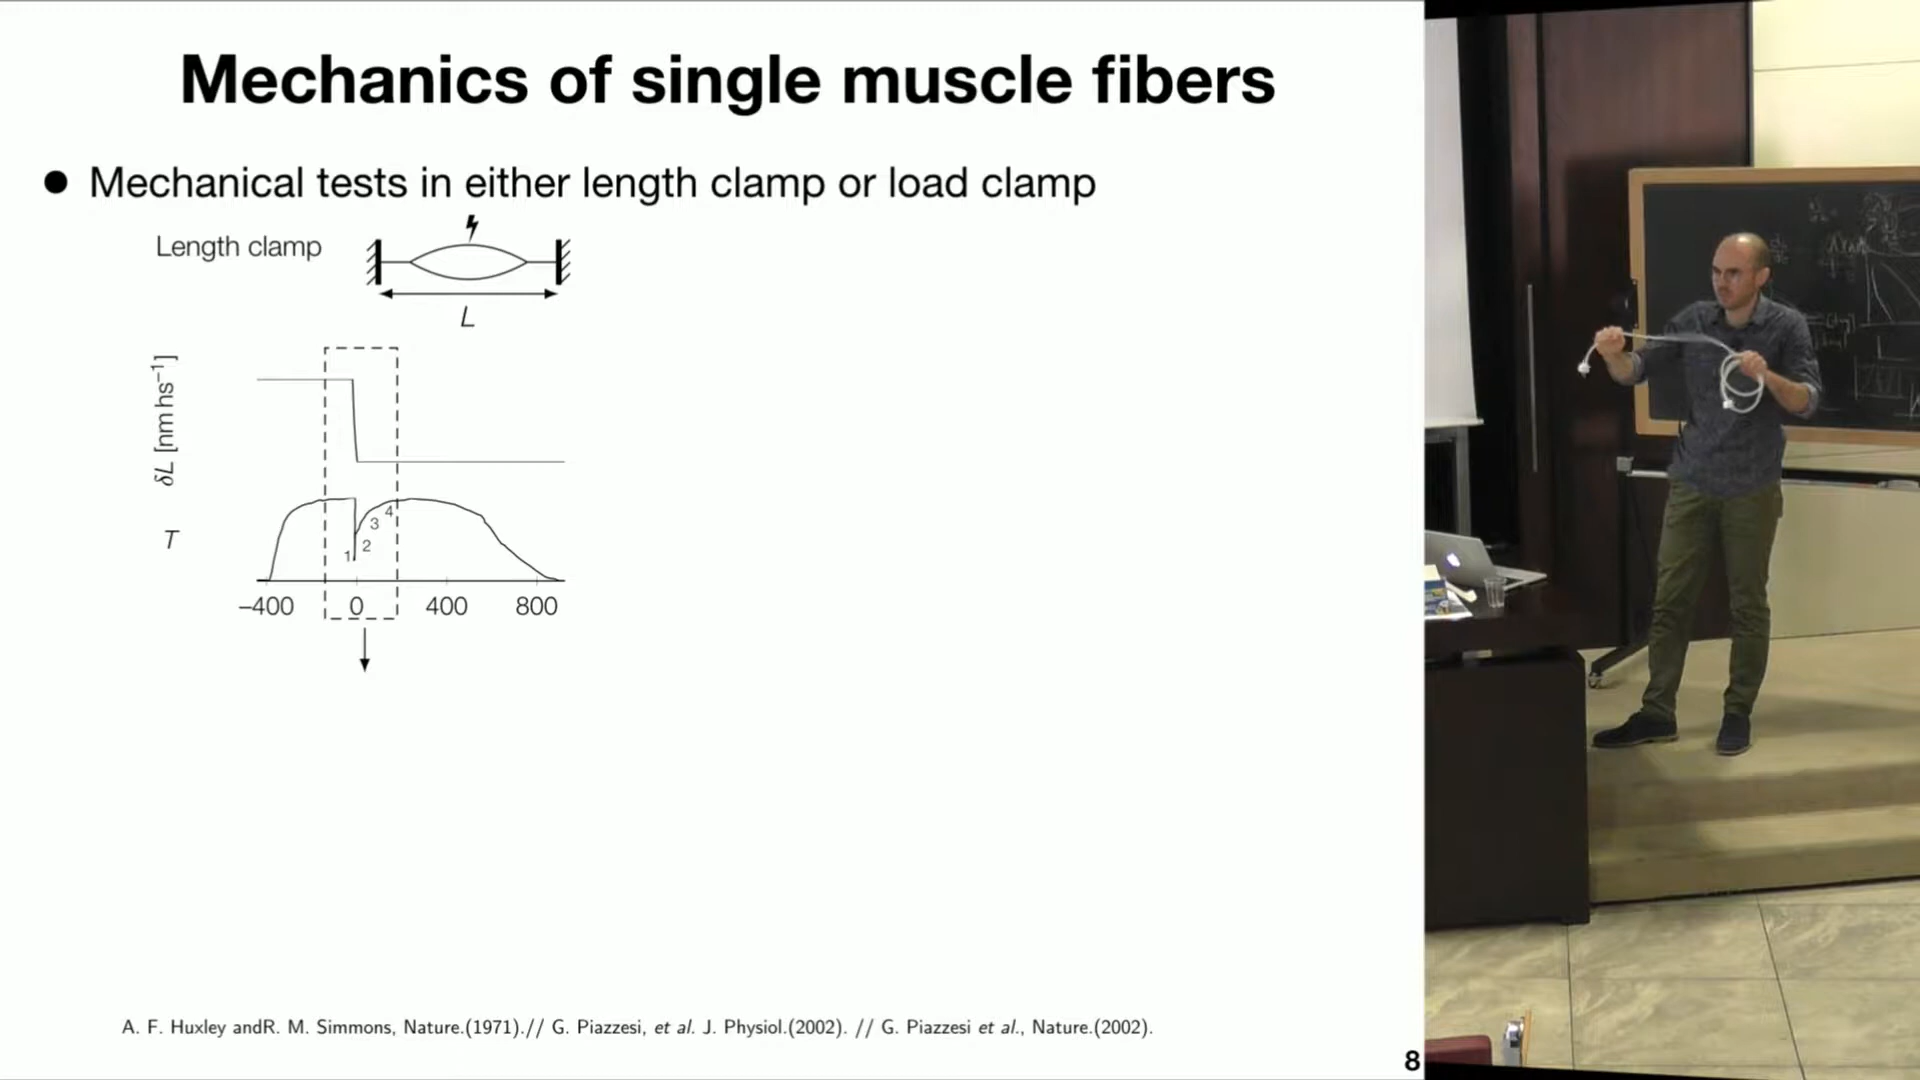 Mechanics of single muscle fibers
● Mechanical tests in either length clamp or load clamp
Length clamp
L
δL [nm hs⁻¹]
T
1
2
3
4
–400 0 400 800
A. F. Huxley andR. M. Simmons, Nature.(1971).// G. Piazzesi, et al. J. Physiol.(2002). // G. Piazzesi et al., Nature.(2002).
8